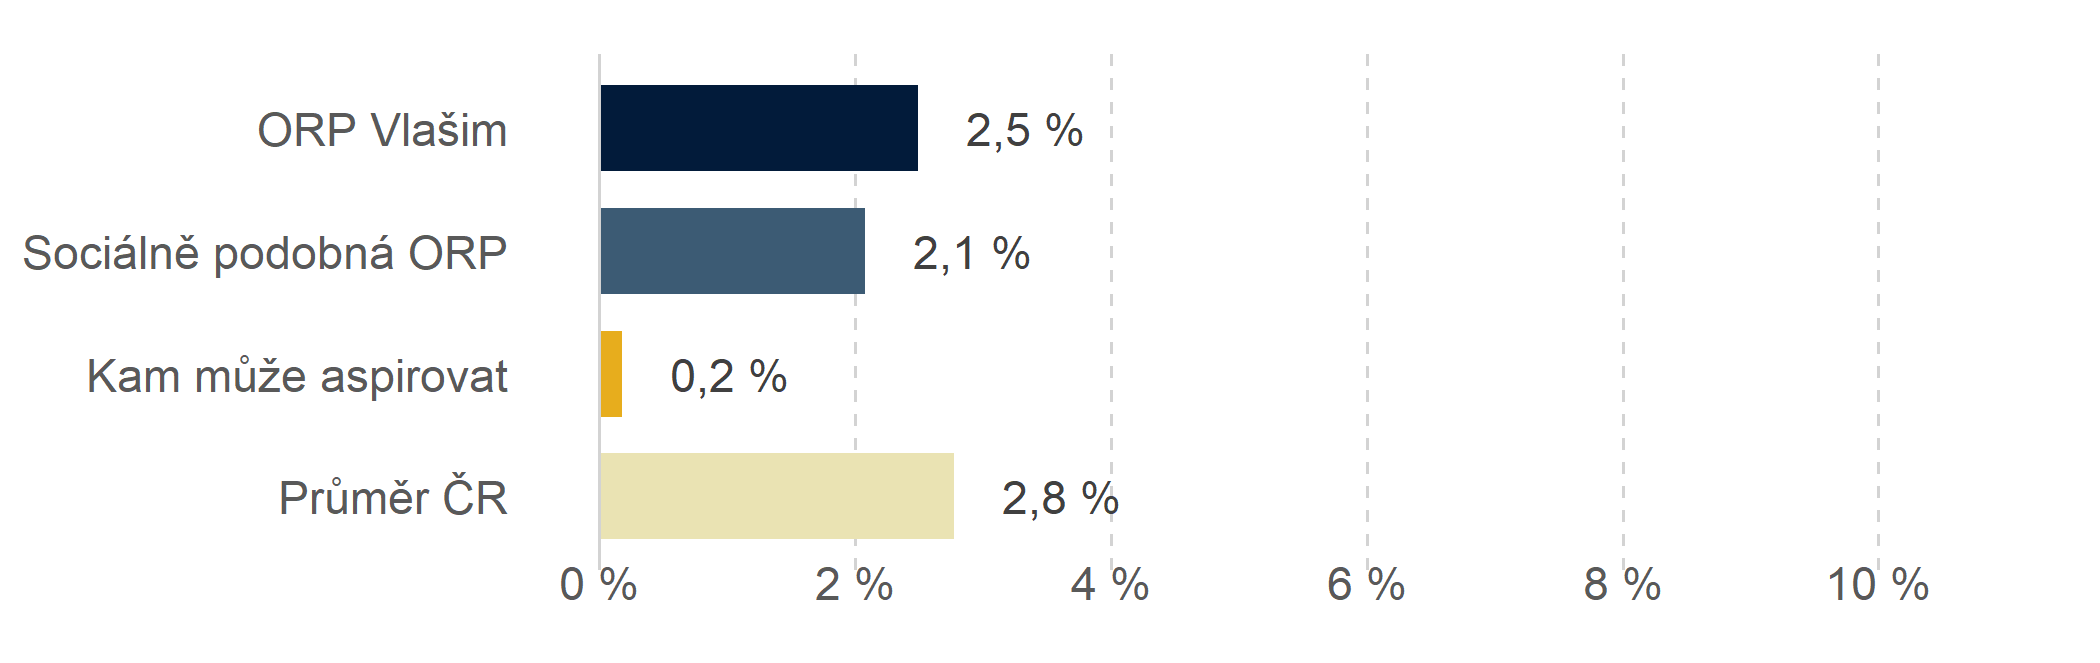 ORP Vlašim 2,5 %
Sociálně podobná ORP 2,1 %
Kam může aspirovat 0,2 %
Průměr ČR 2,8 %
0 % 2 % 4 % 6 % 8 % 10 %